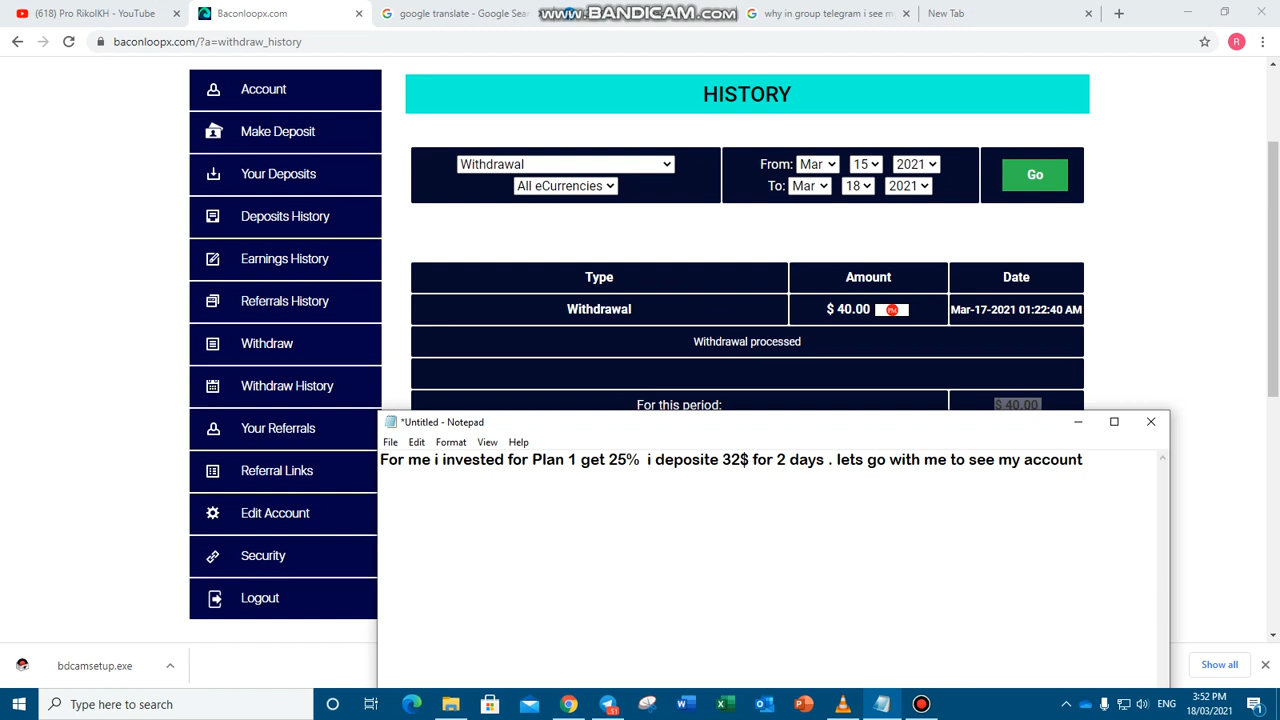 (618) Pro RikolKH - YouTube
Baconloopx.com
google translate - Google Sea
WWW.BANDICAM.COM
why in group telegram i see m
New Tab
baconloopx.com/?a=withdraw_history
R
Account
Make Deposit
Your Deposits
Deposits History
Earnings History
Referrals History
Withdraw
Withdraw History
Your Referrals
Referral Links
Edit Account
Security
Logout
HISTORY
Withdrawal
All eCurrencies
From: Mar 15 2021
To: Mar 18 2021
Go
Type Amount Date
Withdrawal $ 40.00 PM Mar-17-2021 01:22:40 AM
Withdrawal processed
For this period: $ 40.00
*Untitled - Notepad
File Edit Format View Help
For me i invested for Plan 1 get 25% i deposite 32$ for 2 days . lets go with me to see my account
bdcamsetup.exe
Show all
Type here to search
ENG
3:52 PM
18/03/2021